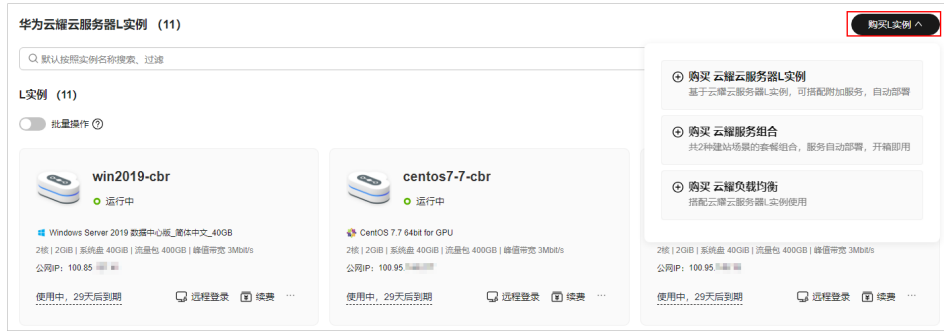 华为云耀云服务器L实例 (11)
购买L实例
默认按照实例名称搜索、过滤
购买 云耀云服务器L实例
基于云耀云服务器L实例，可搭配附加服务，自动部署
L实例 (11)
批量操作
购买 云耀服务组合
共2种建站场景的套餐组合，服务自动部署，开箱即用
购买 云耀负载均衡
搭配云耀云服务器L实例使用
win2019-cbr
运行中
Windows Server 2019 数据中心版_简体中文_40GB
2核 | 2GiB | 系统盘 40GiB | 流量包 400GB | 峰值带宽 3Mbit/s
公网IP：100.85
使用中，29天后到期 远程登录 续费 ···
centos7-7-cbr
运行中
CentOS 7.7 64bit for GPU
2核 | 2GiB | 系统盘 40GiB | 流量包 400GB | 峰值带宽 3Mbit/s
公网IP：100.95.
使用中，29天后到期 远程登录 续费 ···
2核 | 2GiB | 系统盘 40GiB | 流量包 400GB | 峰值带宽 3Mbit/s
公网IP：100.95.
使用中，29天后到期 远程登录 续费 ···